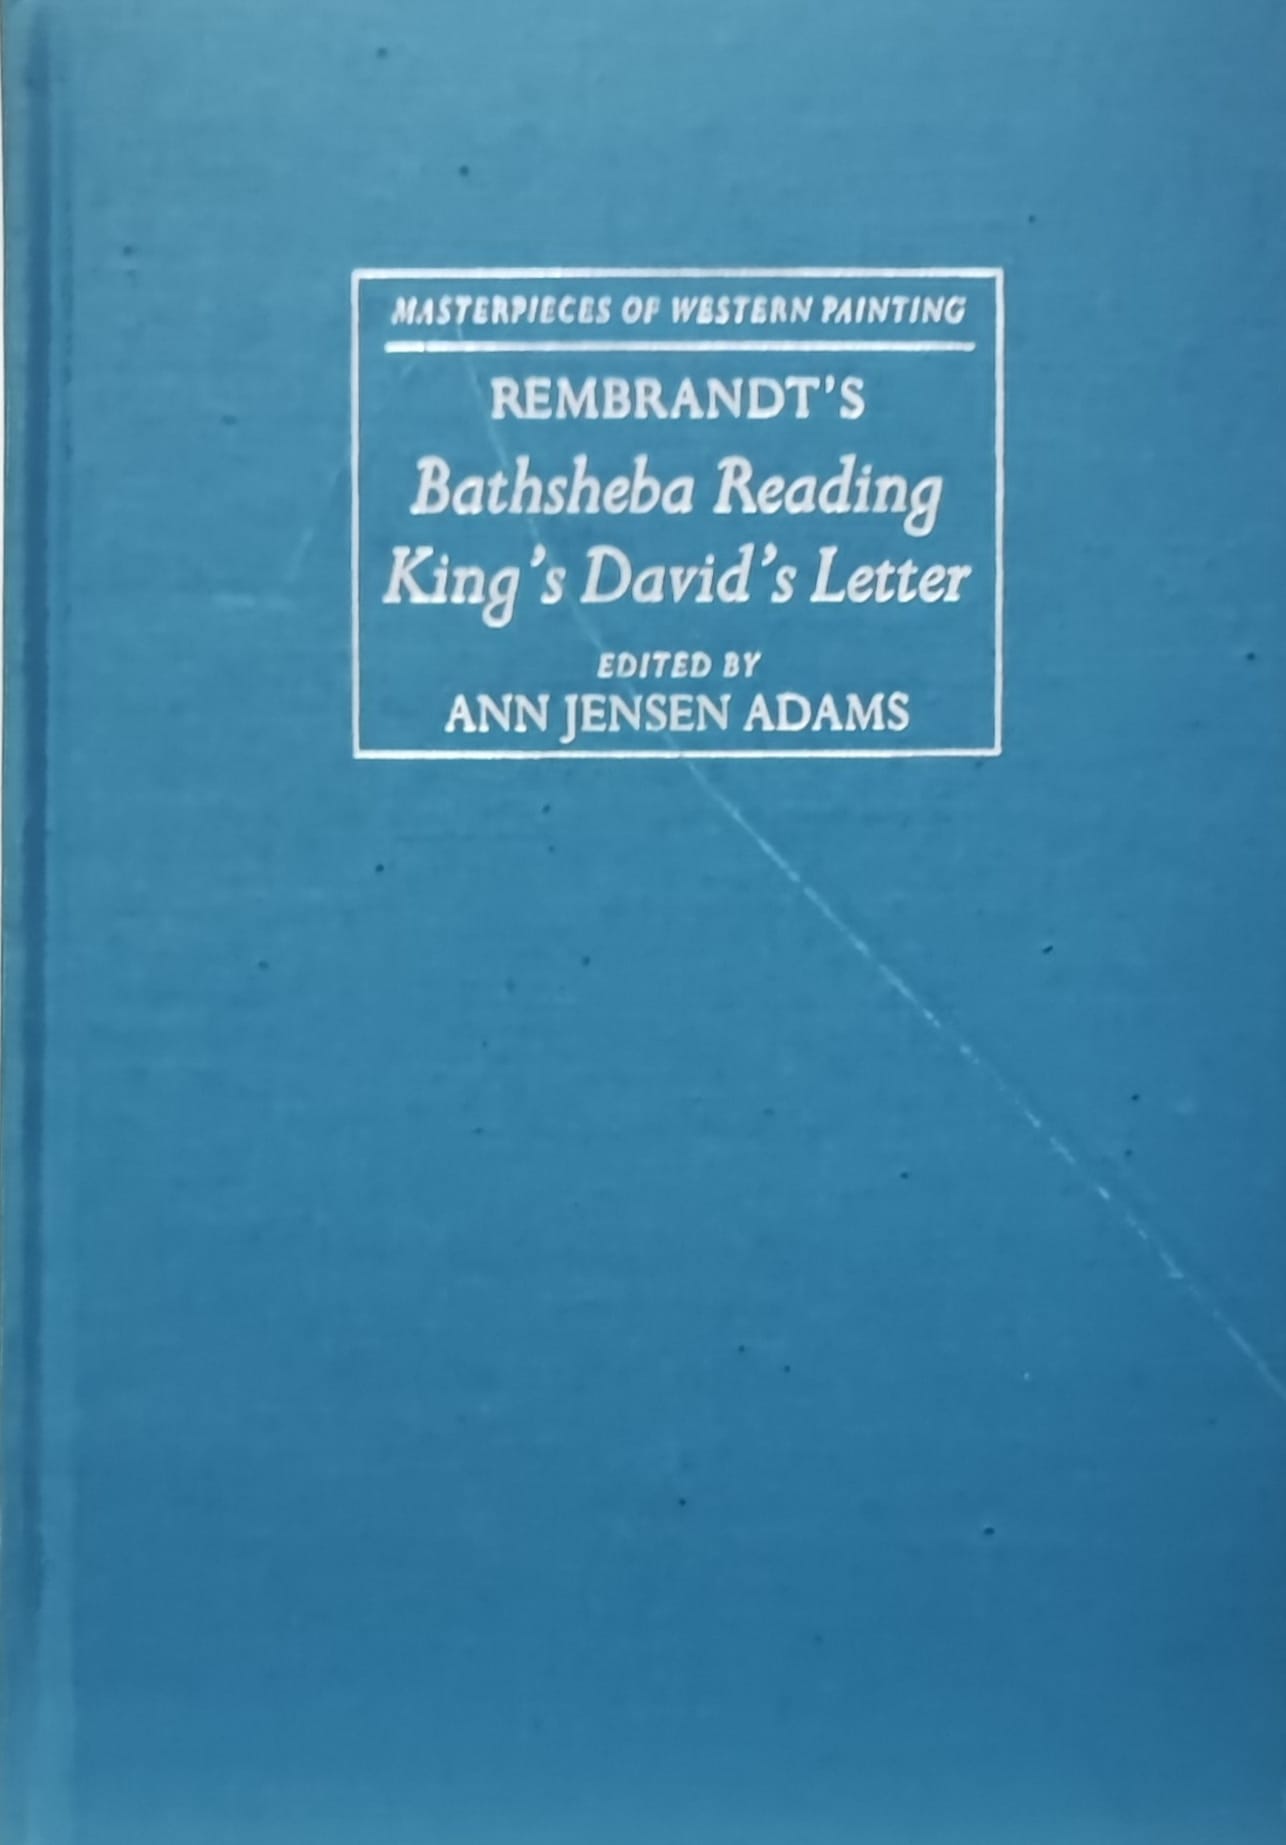 MASTERPIECES OF WESTERN PAINTING
REMBRANDT'S
Bathsheba Reading
King's David's Letter
EDITED BY
ANN JENSEN ADAMS